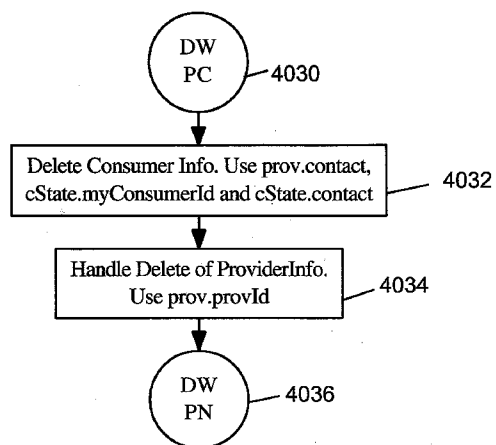 DW
PC
4030
Delete Consumer Info. Use prov.contact,
cState.myConsumerId and cState.contact
4032
Handle Delete of ProviderInfo.
Use prov.provId
4034
DW
PN
4036